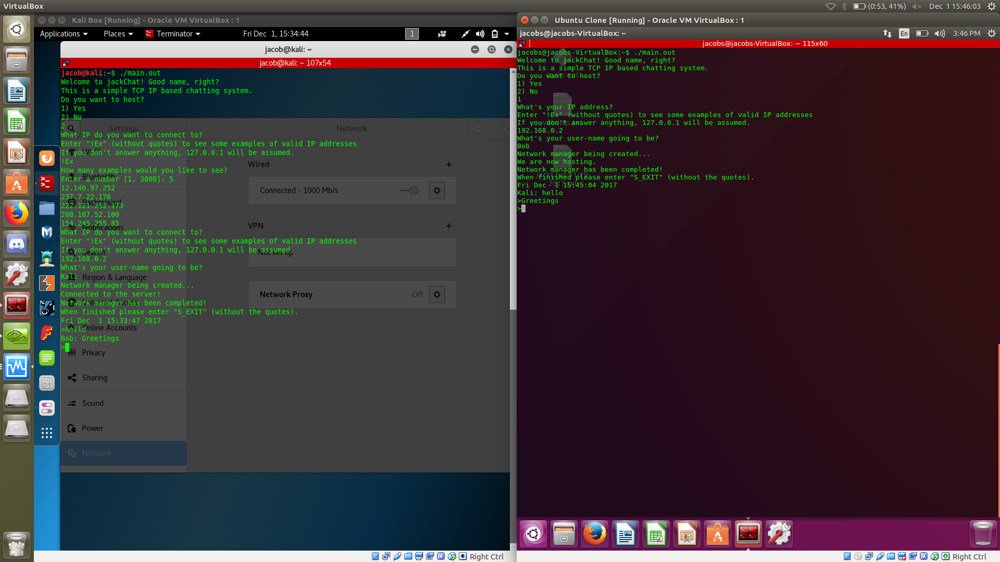 VirtualBox
(0:53, 41%)
Dec 1 15:46:03
Kali Box [Running] - Oracle VM VirtualBox : 1
Applications
Places
Terminator
Fri Dec 1, 15:34:44
1
jacob@kali: ~
jacob@kali: ~ 107x54
jacob@kali:~$ ./main.out
Welcome to jackChat! Good name, right?
This is a simple TCP IP based chatting system.
Do you want to host?
1) Yes
2) No
2
What IP do you want to connect to?
Enter "!Ex" (without quotes) to see some examples of valid IP addresses
If you don't answer anything, 127.0.0.1 will be assumed.
!Ex
How many examples would you like to see?
Enter a number [1, 3000]: 5
12.140.97.252
237.7.22.176
222.121.252.173
200.187.52.100
154.245.255.85
What IP do you want to connect to?
Enter "!Ex" (without quotes) to see some examples of valid IP addresses
If you don't answer anything, 127.0.0.1 will be assumed.
192.168.0.2
What's your user-name going to be?
Kali
Network manager being created...
Connected to the server!
Network manager has been completed!
When finished please enter "S_EXIT" (without the quotes).
Fri Dec  1 15:33:47 2017
>hello
Bob: Greetings
>
Settings
Network
Wi-Fi
Bluetooth
Background
Notifications
Search
Region & Language
Universal Access
Online Accounts
Privacy
Sharing
Sound
Power
Network
Wired
+
Connected - 1000 Mb/s
VPN
+
Not set up
Network Proxy
Off
Right Ctrl
Ubuntu Clone [Running] - Oracle VM VirtualBox : 1
jacobs@jacobs-VirtualBox: ~
En
3:46 PM
jacobs@jacobs-VirtualBox: ~ 115x60
jacobs@jacobs-VirtualBox:~$ ./main.out
Welcome to jackChat! Good name, right?
This is a simple TCP IP based chatting system.
Do you want to host?
1) Yes
2) No
1
What's your IP address?
Enter "!Ex" (without quotes) to see some examples of valid IP addresses
If you don't answer anything, 127.0.0.1 will be assumed.
192.168.0.2
What's your user-name going to be?
Bob
Network manager being created...
We are now hosting.
Network manager has been completed!
When finished please enter "S_EXIT" (without the quotes).
Fri Dec  1 15:45:04 2017
Kali: hello
>Greetings
>
main.out
Right Ctrl